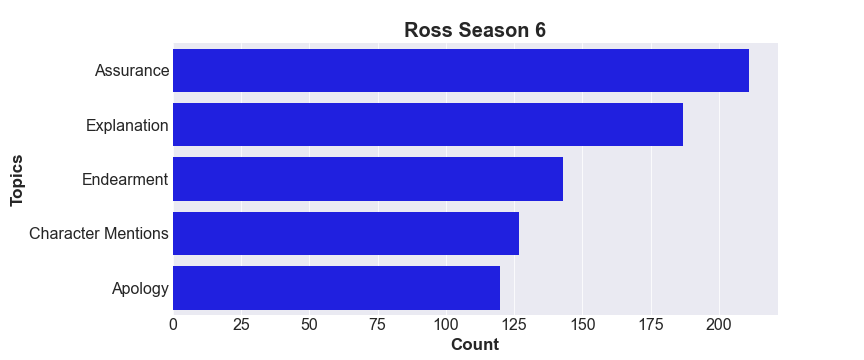 Ross Season 6
Topics
Assurance
Explanation
Endearment
Character Mentions
Apology
0 25 50 75 100 125 150 175 200
Count